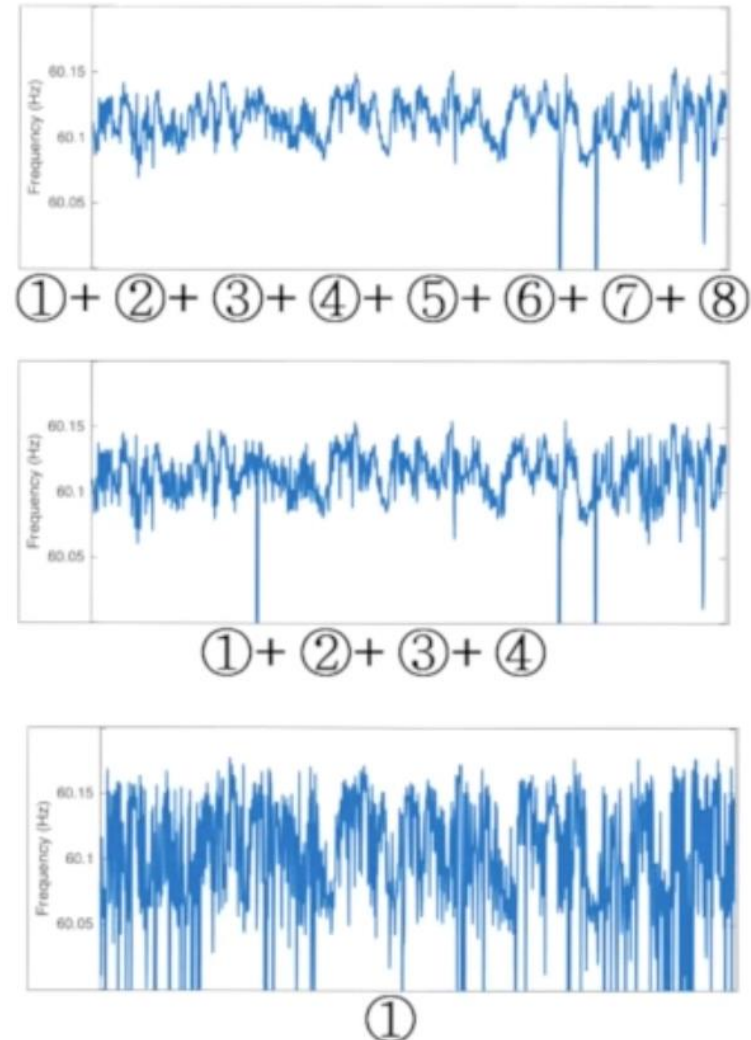 Frequency (Hz)
60.15
60.1
60.05
①+ ②+ ③+ ④+ ⑤+ ⑥+ ⑦+ ⑧
Frequency (Hz)
60.15
60.1
60.05
①+ ②+ ③+ ④
Frequency (Hz)
60.15
60.1
60.05
①